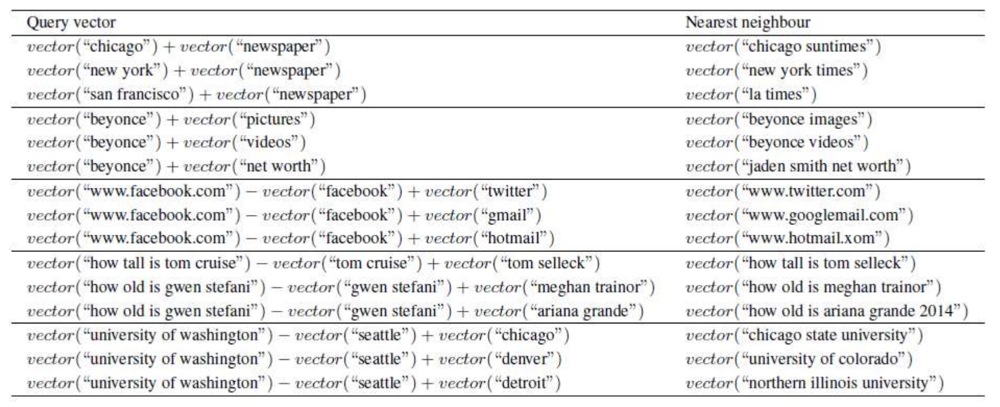 Query vector Nearest neighbour
vector(“chicago”) + vector(“newspaper”) vector(“chicago suntimes”)
vector(“new york”) + vector(“newspaper”) vector(“new york times”)
vector(“san francisco”) + vector(“newspaper”) vector(“la times”)
vector(“beyonce”) + vector(“pictures”) vector(“beyonce images”)
vector(“beyonce”) + vector(“videos”) vector(“beyonce videos”)
vector(“beyonce”) + vector(“net worth”) vector(“jaden smith net worth”)
vector(“www.facebook.com”) − vector(“facebook”) + vector(“twitter”) vector(“www.twitter.com”)
vector(“www.facebook.com”) − vector(“facebook”) + vector(“gmail”) vector(“www.googlemail.com”)
vector(“www.facebook.com”) − vector(“facebook”) + vector(“hotmail”) vector(“www.hotmail.xom”)
vector(“how tall is tom cruise”) − vector(“tom cruise”) + vector(“tom selleck”) vector(“how tall is tom selleck”)
vector(“how old is gwen stefani”) − vector(“gwen stefani”) + vector(“meghan trainor”) vector(“how old is meghan trainor”)
vector(“how old is gwen stefani”) − vector(“gwen stefani”) + vector(“ariana grande”) vector(“how old is ariana grande 2014”)
vector(“university of washington”) − vector(“seattle”) + vector(“chicago”) vector(“chicago state university”)
vector(“university of washington”) − vector(“seattle”) + vector(“denver”) vector(“university of colorado”)
vector(“university of washington”) − vector(“seattle”) + vector(“detroit”) vector(“northern illinois university”)